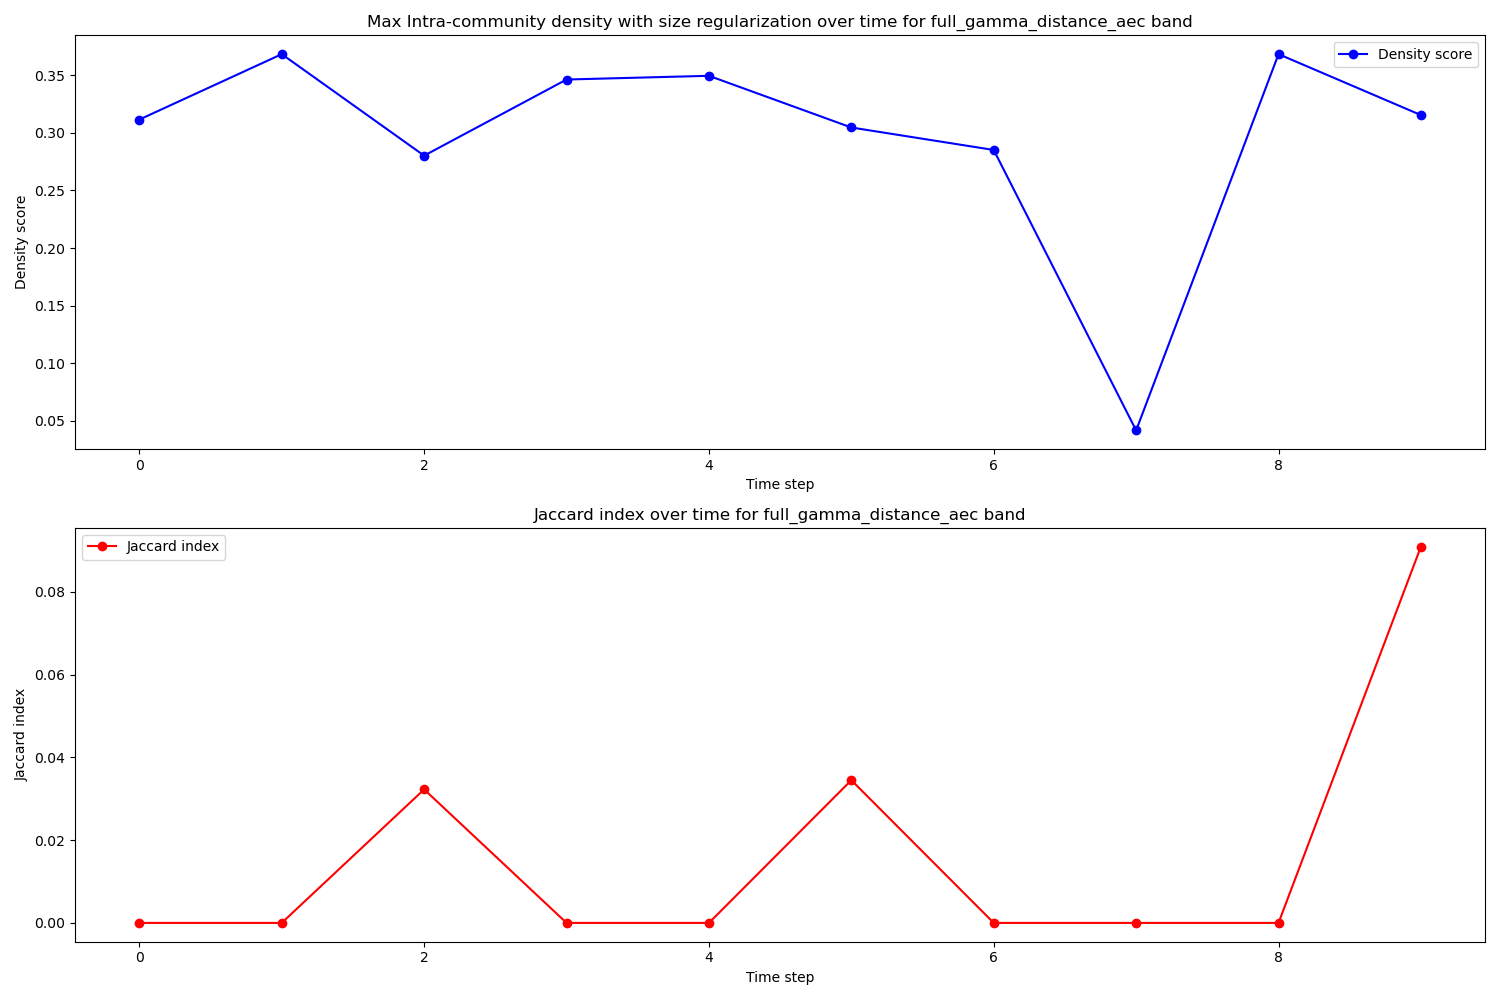 Max Intra-community density with size regularization over time for full_gamma_distance_aec band
Density score
0.35
0.30
0.25
0.20
0.15
0.10
0.05
Density score
0 2 4 6 8
Time step
Jaccard index over time for full_gamma_distance_aec band
Jaccard index
0.08
0.06
0.04
0.02
0.00
Jaccard index
0 2 4 6 8
Time step